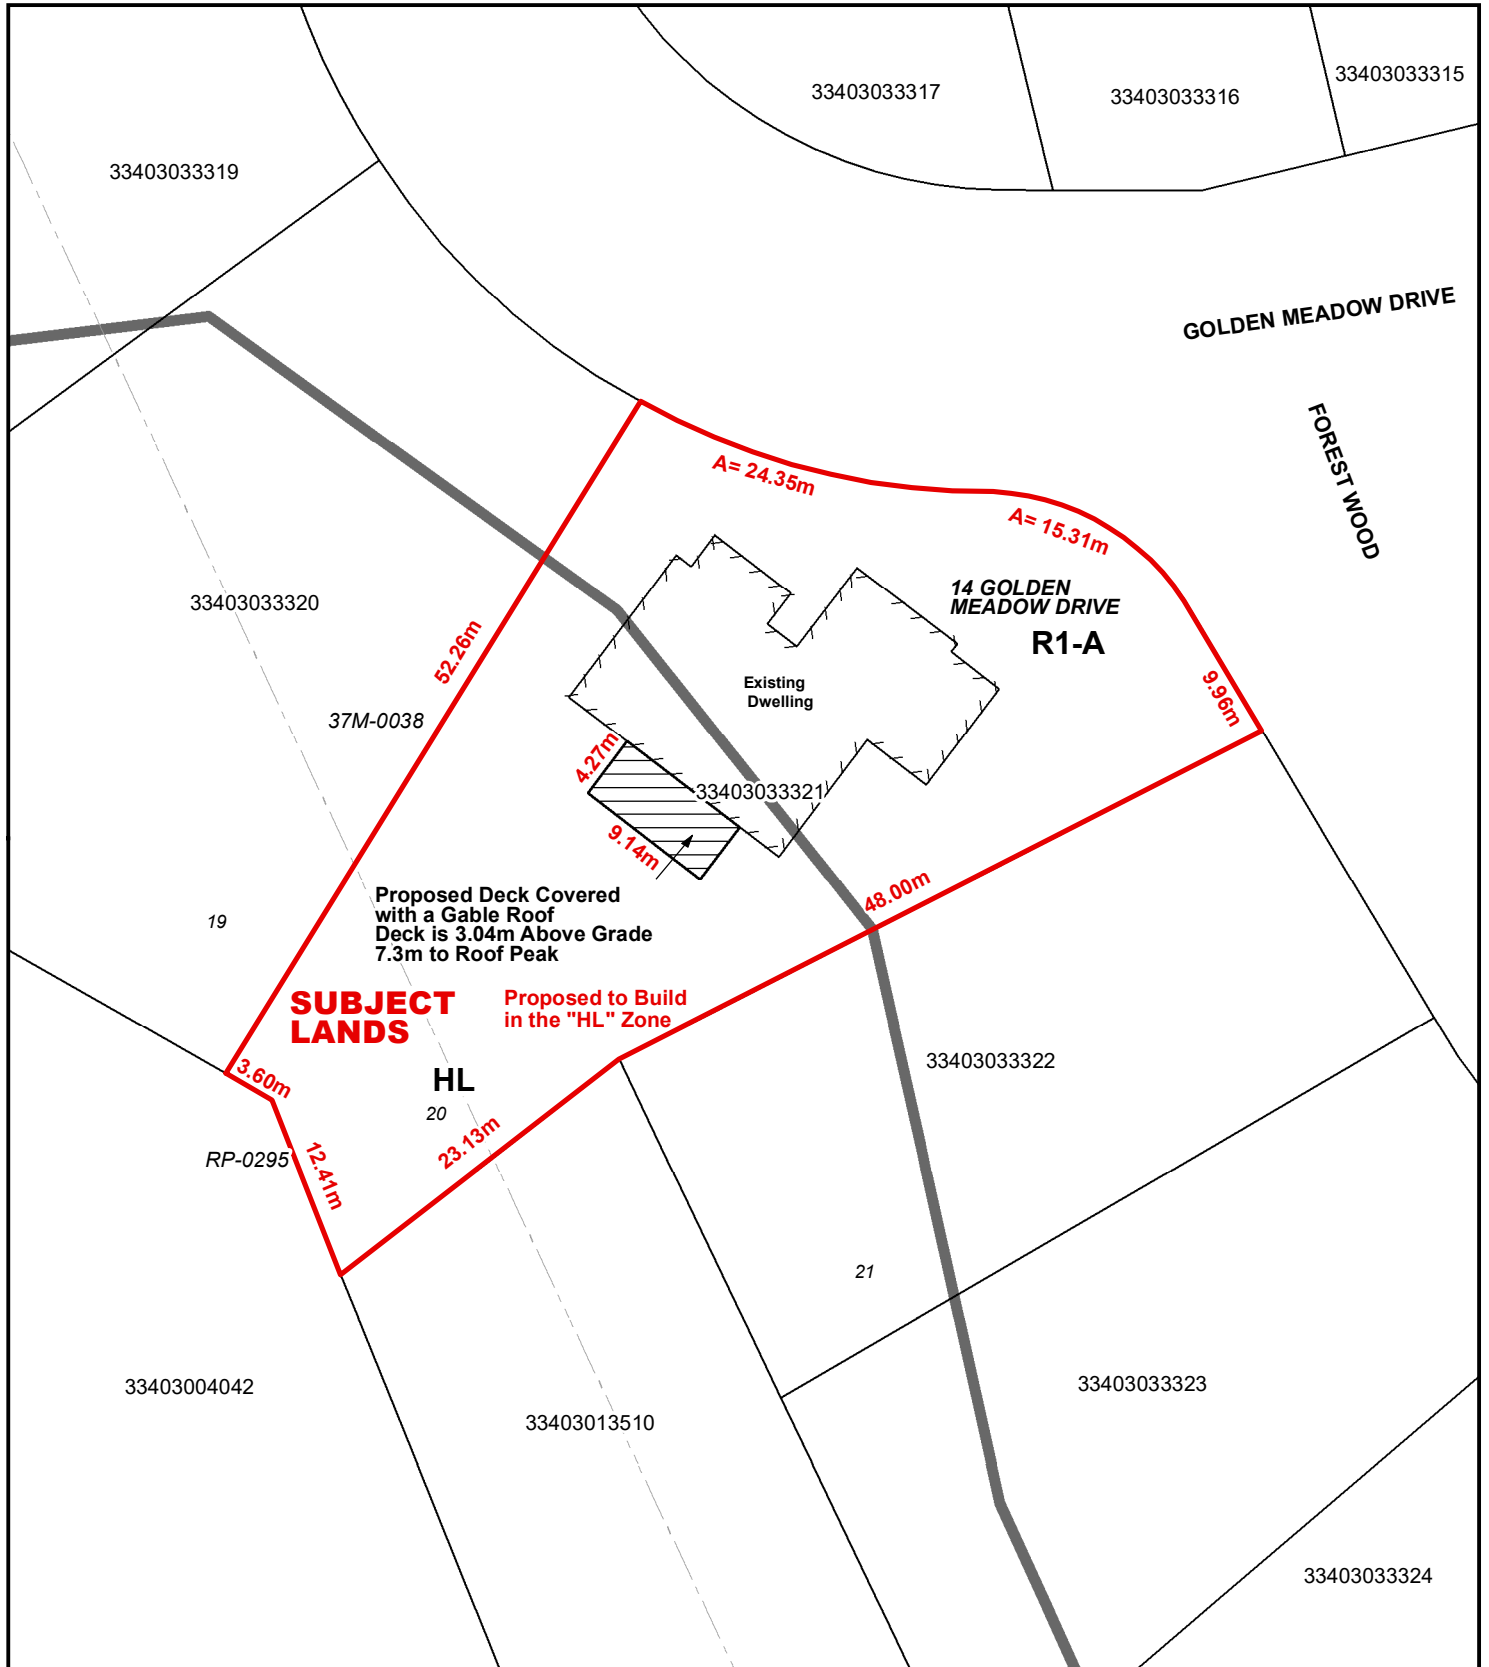 33403033315
33403033317
33403033316
33403033319
GOLDEN MEADOW DRIVE
FOREST WOOD
A= 24.35m
A= 15.31m
14 GOLDEN
MEADOW DRIVE
R1-A
33403033320
52.26m
Existing
Dwelling
9.96m
37M-0038
4.27m
33403033321
9.14m
48.00m
Proposed Deck Covered
with a Gable Roof
Deck is 3.04m Above Grade
7.3m to Roof Peak
19
SUBJECT
LANDS
Proposed to Build
in the "HL" Zone
33403033322
3.60m
HL
20
23.13m
RP-0295
12.41m
21
33403004042
33403013510
33403033323
33403033324